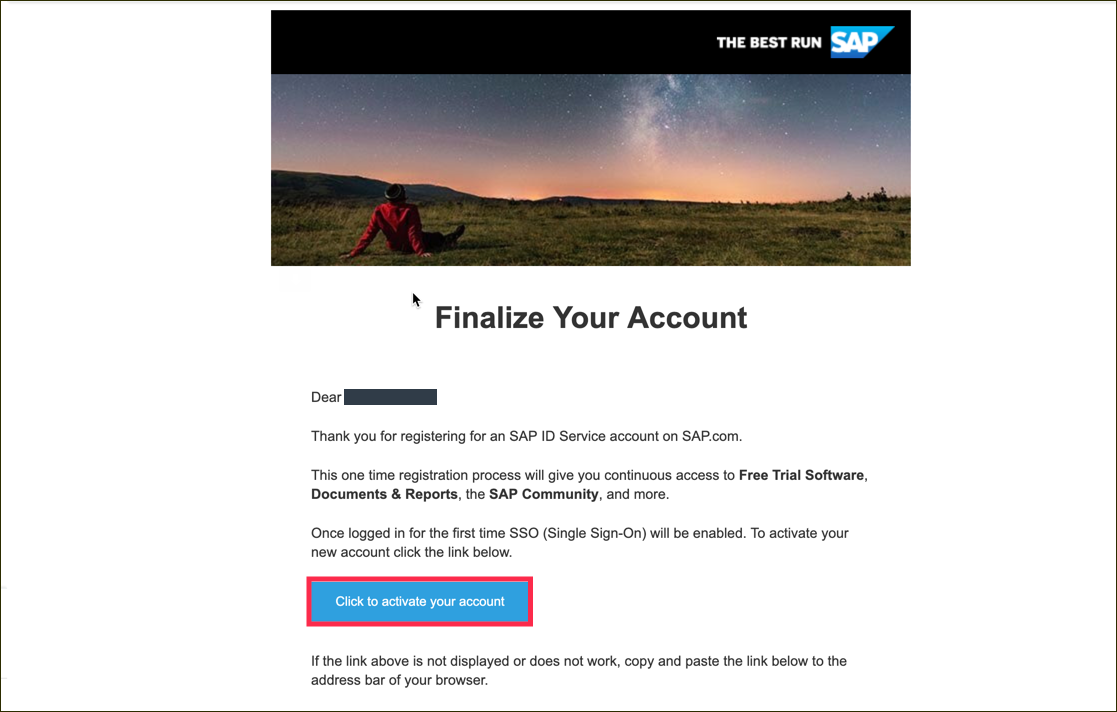 THE BEST RUN SAP
Finalize Your Account
Dear
Thank you for registering for an SAP ID Service account on SAP.com.
This one time registration process will give you continuous access to Free Trial Software,
Documents & Reports, the SAP Community, and more.
Once logged in for the first time SSO (Single Sign-On) will be enabled. To activate your
new account click the link below.
Click to activate your account
If the link above is not displayed or does not work, copy and paste the link below to the
address bar of your browser.